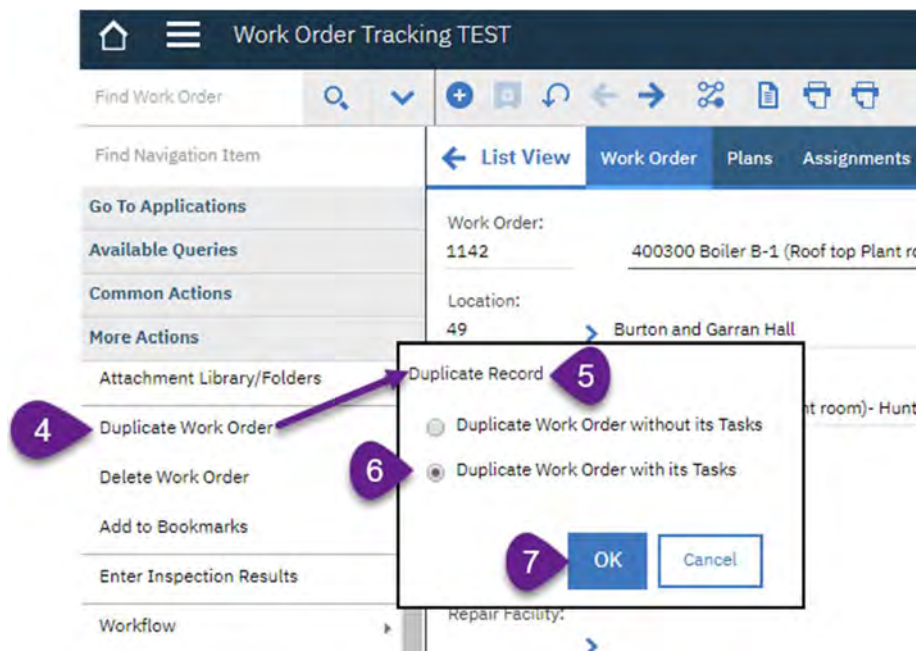 Work Order Tracking TEST
Find Work Order
Find Navigation Item
List View Work Order Plans Assignments
Go To Applications
Available Queries
Common Actions
More Actions
Work Order:
1142 400300 Boiler B-1 (Roof top Plant ro
Location:
49 Burton and Garran Hall
Attachment Library/Folders
4 Duplicate Work Order
Delete Work Order
Add to Bookmarks
Enter Inspection Results
Workflow
Duplicate Record 5
Duplicate Work Order without its Tasks
6 Duplicate Work Order with its Tasks
7 OK Cancel
nt room)- Hunt
Repair Facility: